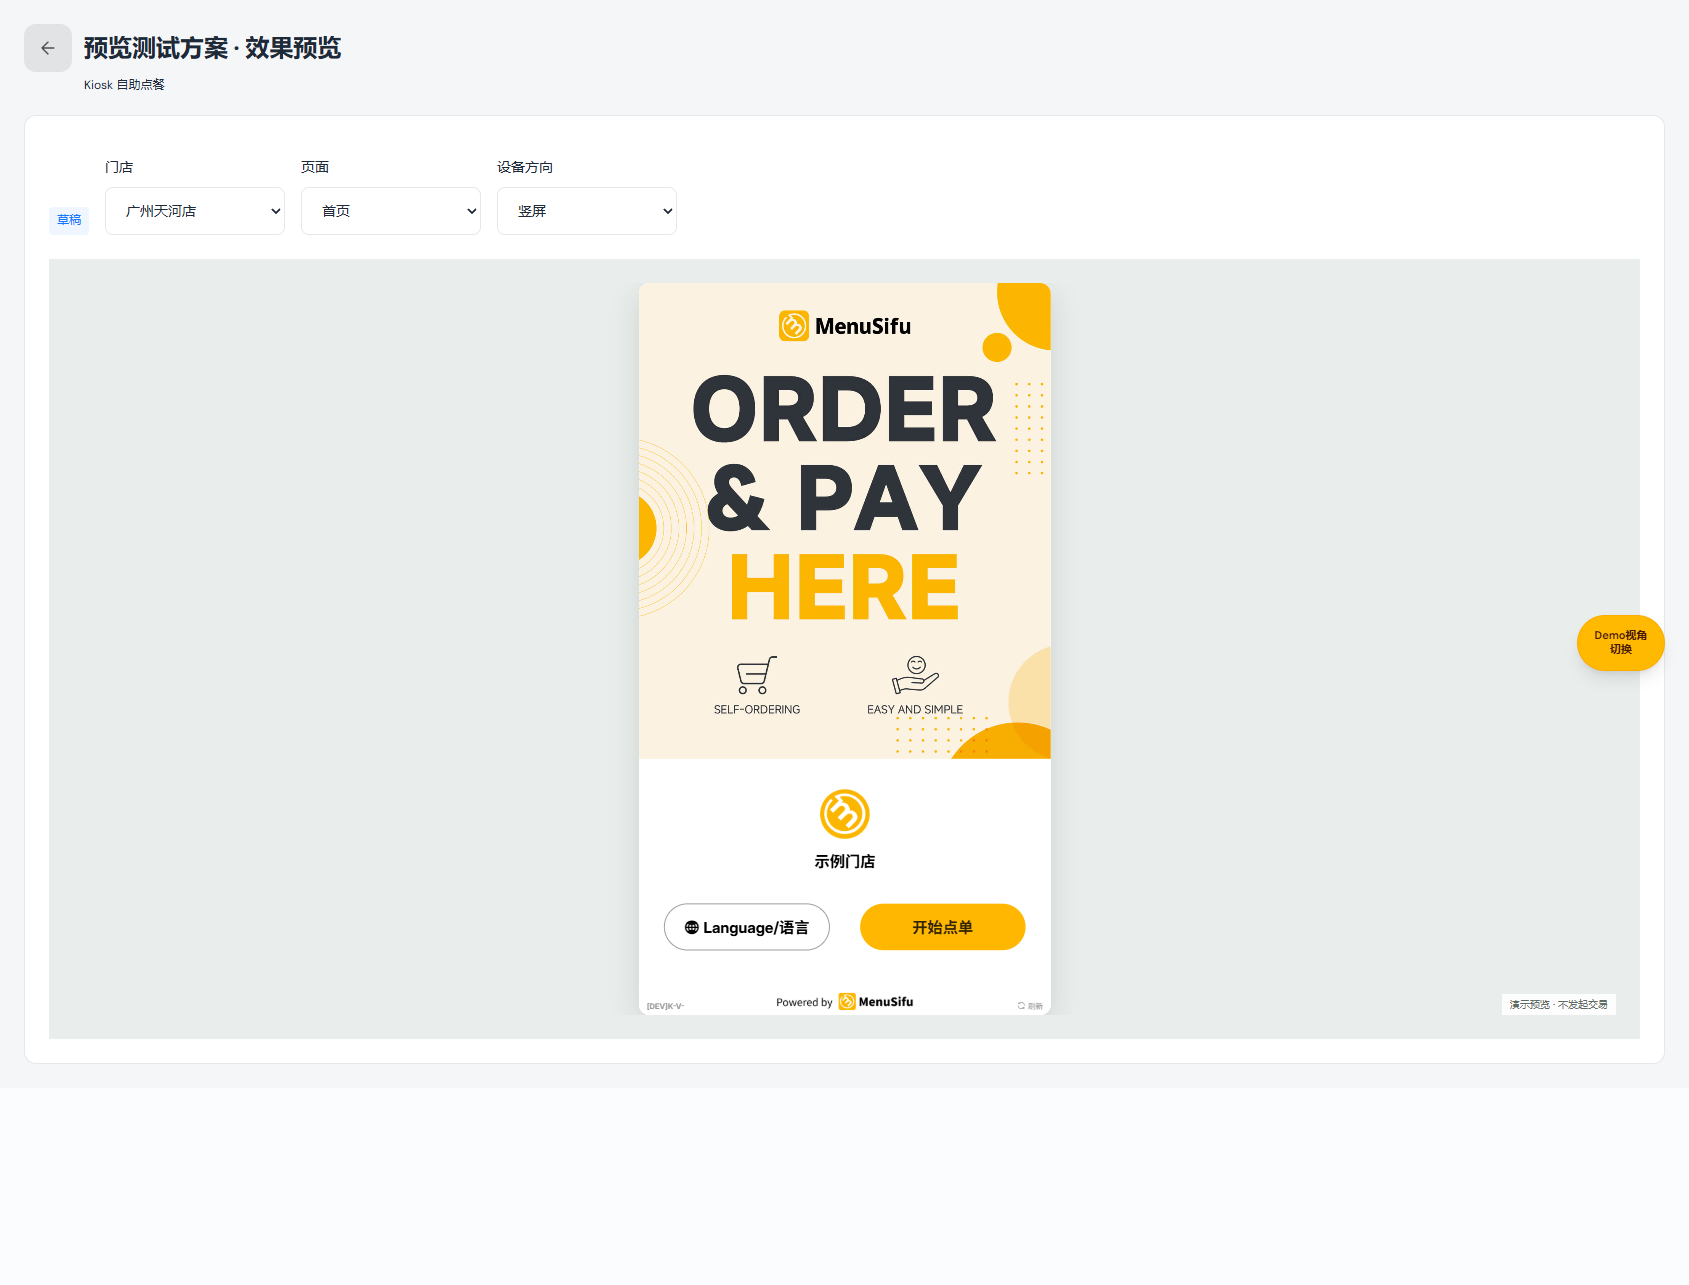 预览测试方案 · 效果预览
Kiosk 自助点餐
草稿
门店
广州天河店
页面
首页
设备方向
竖屏
MenuSifu
ORDER
& PAY
HERE
SELF-ORDERING
EASY AND SIMPLE
示例门店
Language/语言
开始点单
[DEV]K-V-
Powered by MenuSifu
刷新
Demo视角
切换
演示预览 · 不发起交易